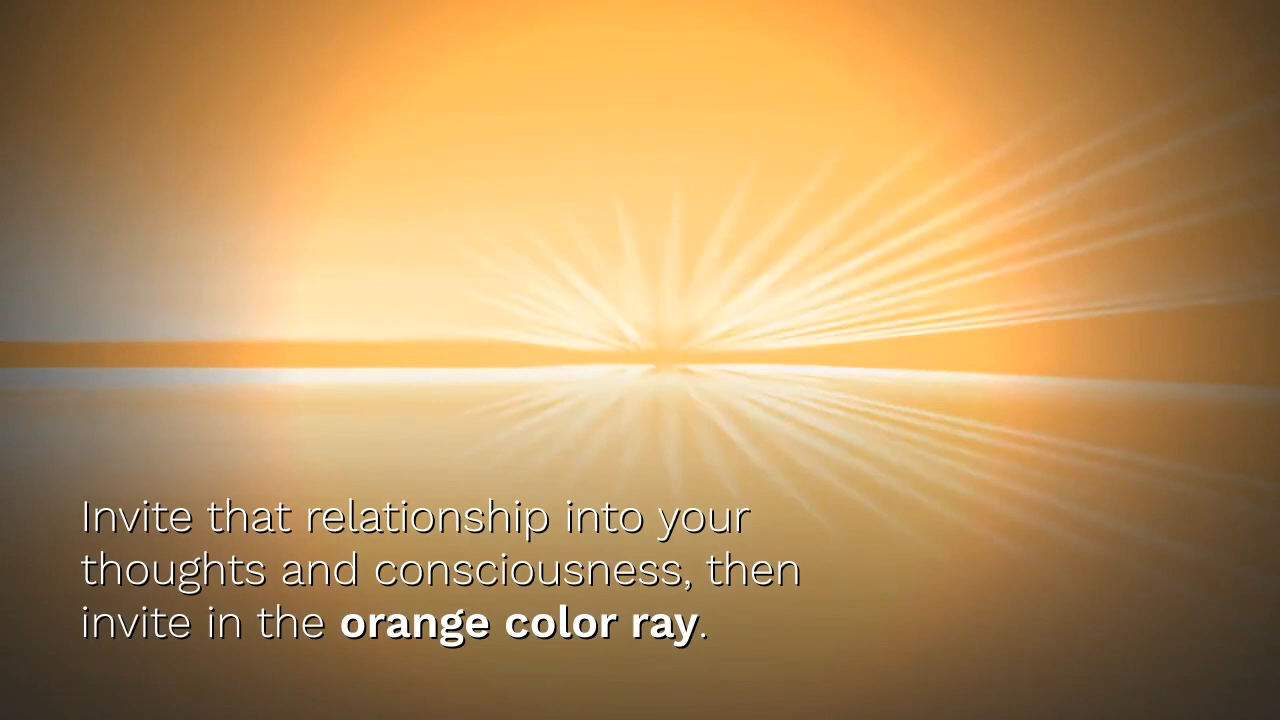 Invite that relationship into your
thoughts and consciousness, then
invite in the orange color ray.